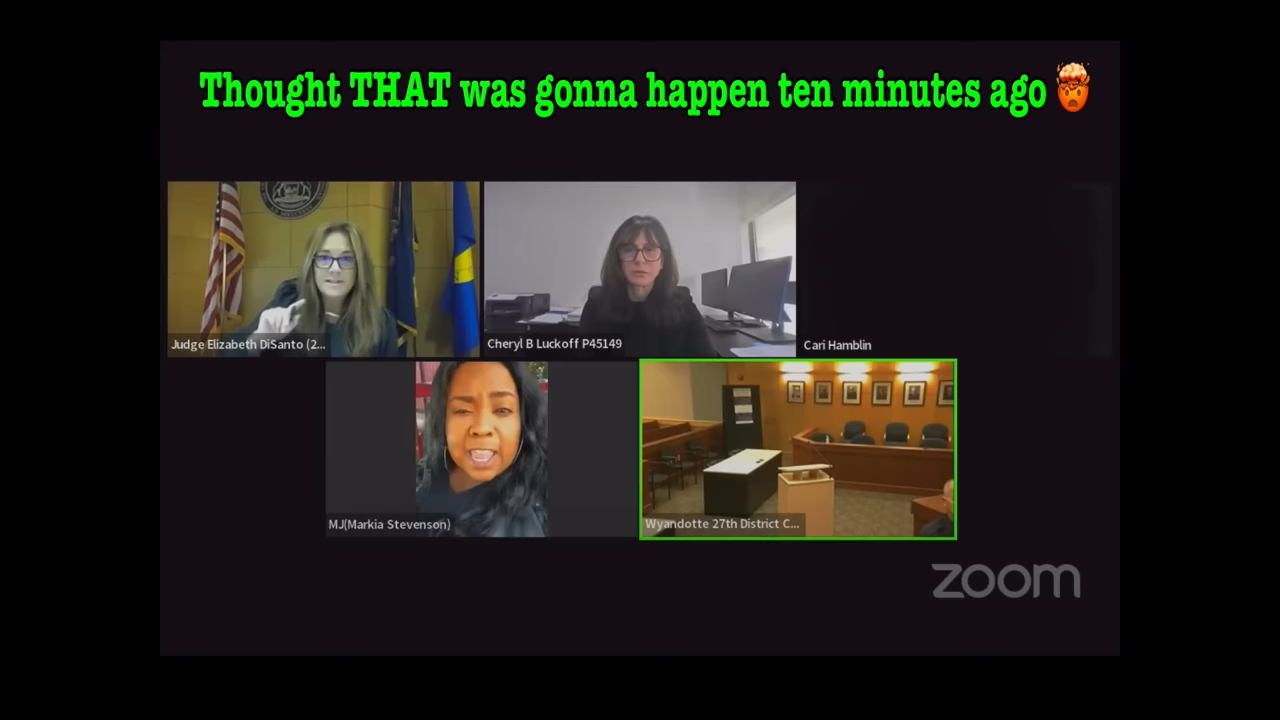 Thought THAT was gonna happen ten minutes ago🤯
Judge Elizabeth DiSanto (2...
Cheryl B Luckoff P45149
Cari Hamblin
MJ(Markia Stevenson)
Wyandotte 27th District C...
zoom